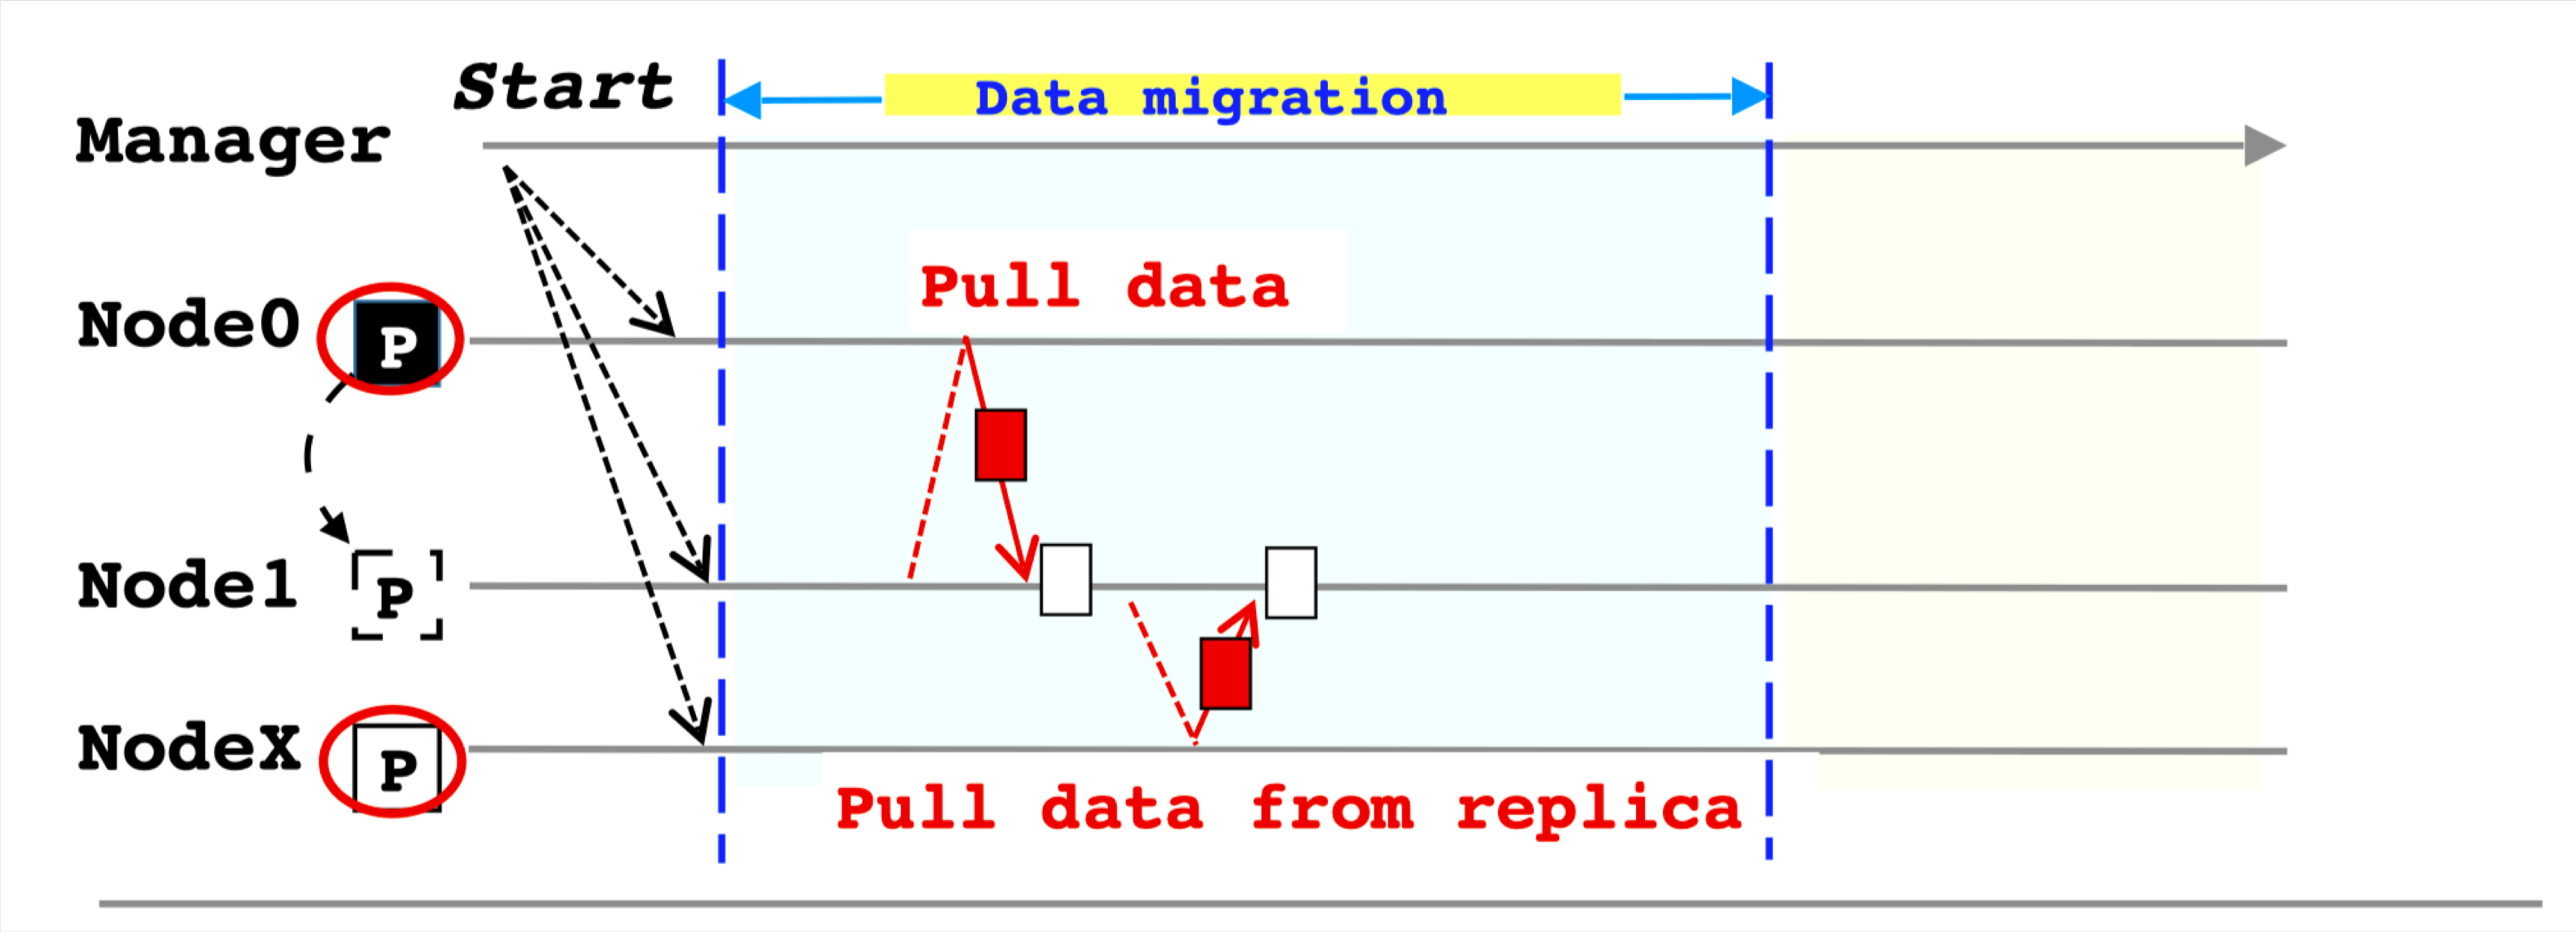 Start
Data migration
Manager
Pull data
Node0 P
Node1 P
NodeX P
Pull data from replica